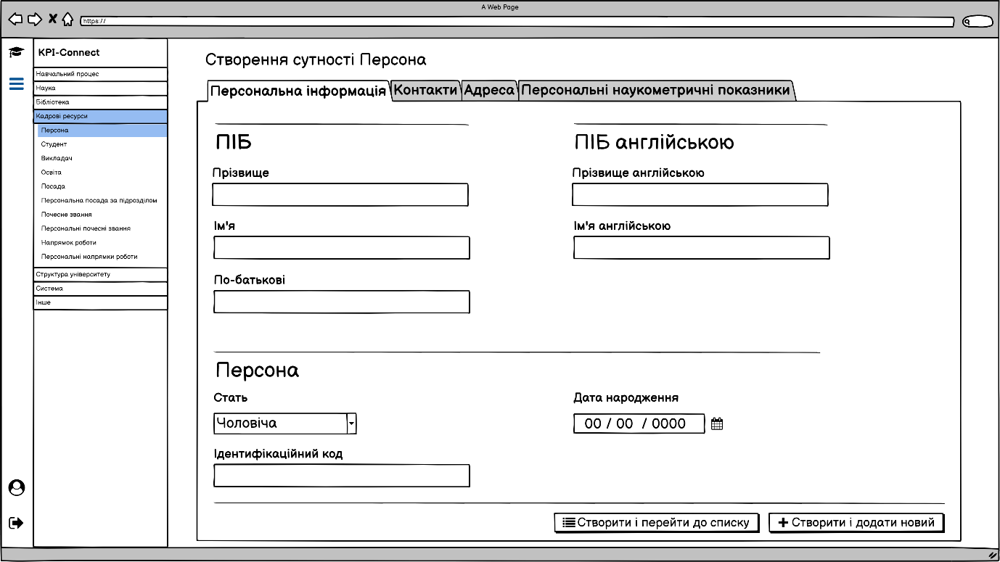 A Web Page
https://
KPI-Connect
Навчальний процес
Наука
Бібліотека
Кадрові ресурси
Персона
Студент
Викладач
Освіта
Посада
Персональна посада за підрозділом
Почесне звання
Персональні почесні звання
Напрямок роботи
Персональні напрямки роботи
Структура університету
Система
Інше
Створення сутності Персона
Персональна інформація Контакти Адреса Персональні наукометричні показники
ПІБ ПІБ англійською
Прізвище Прізвище англійською
Ім'я Ім'я англійською
По-батькові
Персона
Стать Дата народження
Чоловіча 00 / 00 / 0000
Ідентифікаційний код
Створити і перейти до списку Створити і додати новий